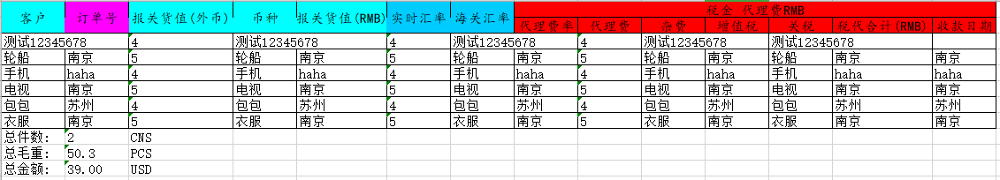 税金 代理费RMB
客户 订单号 报关货值(外币) 币种 报关货值(RMB) 实时汇率 海关汇率 代理费率 代理费 杂费 增值税 关税 税代合计(RMB) 收款日期
测试12345678 4 测试12345678 4 测试12345678 4 测试12345678 测试12345678
轮船 南京 5 轮船 南京 5 轮船 南京 5 轮船 南京 轮船 南京 南京
手机 haha 4 手机 haha 4 手机 haha 4 手机 haha 手机 haha haha
电视 南京 5 电视 南京 5 电视 南京 5 电视 南京 电视 南京 南京
包包 苏州 4 包包 苏州 4 包包 苏州 4 包包 苏州 包包 苏州 苏州
衣服 南京 5 衣服 南京 5 衣服 南京 5 衣服 南京 衣服 南京 南京
总件数: 2 CNS
总毛重: 50.3 PCS
总金额: 39.00 USD